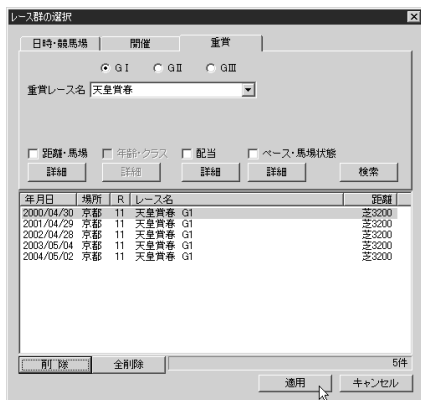 レース群の選択
日時・競馬場 開催 重賞
GⅠ GⅡ GⅢ
重賞レース名 天皇賞春
距離・馬場 年齢・クラス 配当 ペース・馬場状態
詳細 詳細 詳細 詳細 検索
年月日 場所 R レース名 距離
2000/04/30 京都 11 天皇賞春 G1 芝3200
2001/04/29 京都 11 天皇賞春 G1 芝3200
2002/04/28 京都 11 天皇賞春 G1 芝3200
2003/05/04 京都 11 天皇賞春 G1 芝3200
2004/05/02 京都 11 天皇賞春 G1 芝3200
削除 全削除 5件
適用 キャンセル